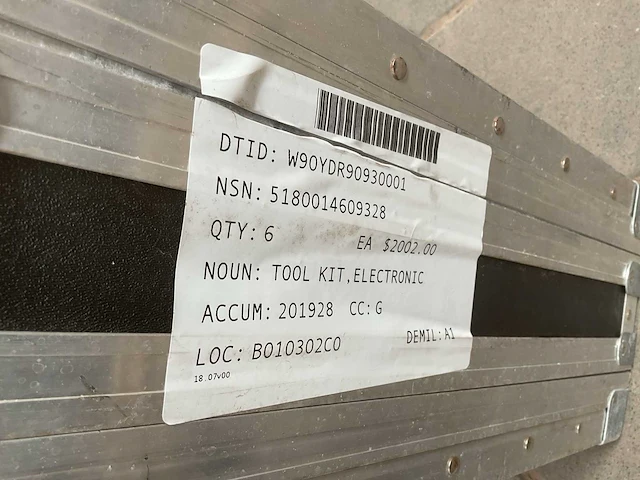 DTID: W90YDR90930001
NSN: 5180014609328
QTY: 6 EA $2002.00
NOUN: TOOL KIT,ELECTRONIC
ACCUM: 201928 CC: G
LOC: B010302C0 DEMIL: A1
18.07v00